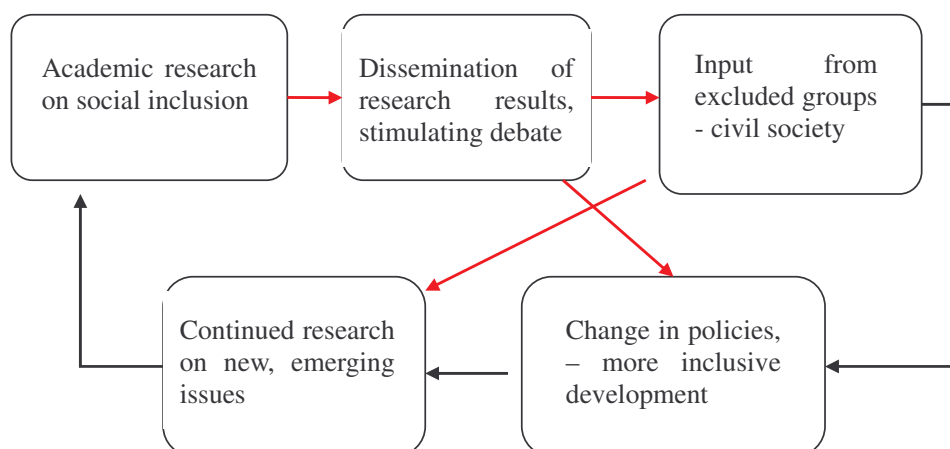 Academic research
on social inclusion
Dissemination of
research results,
stimulating debate
Input from
excluded groups
- civil society
Continued research
on new, emerging
issues
Change in policies,
– more inclusive
development